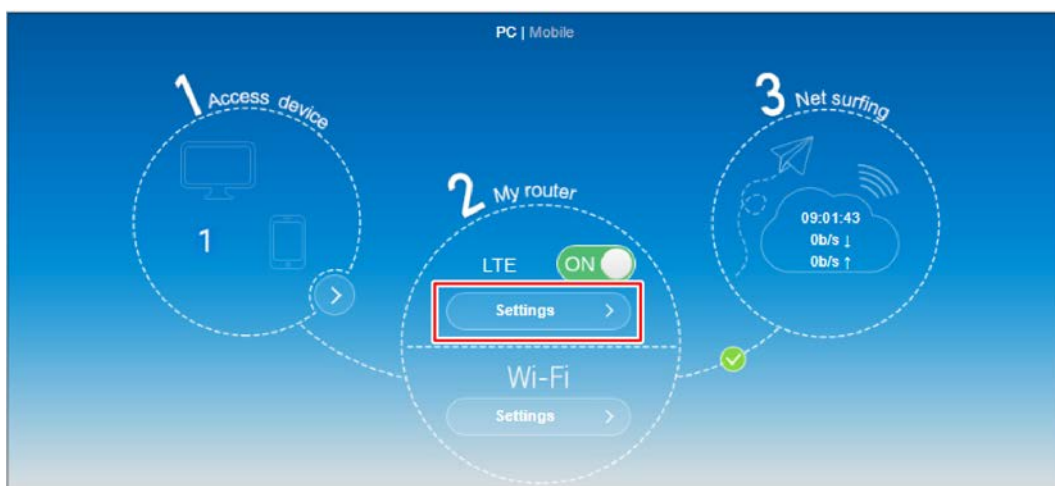 PC | Mobile
1 Access device
1
2 My router
LTE ON
Settings >
Wi-Fi
Settings >
3 Net surfing
09:01:43
0b/s ↓
0b/s ↑